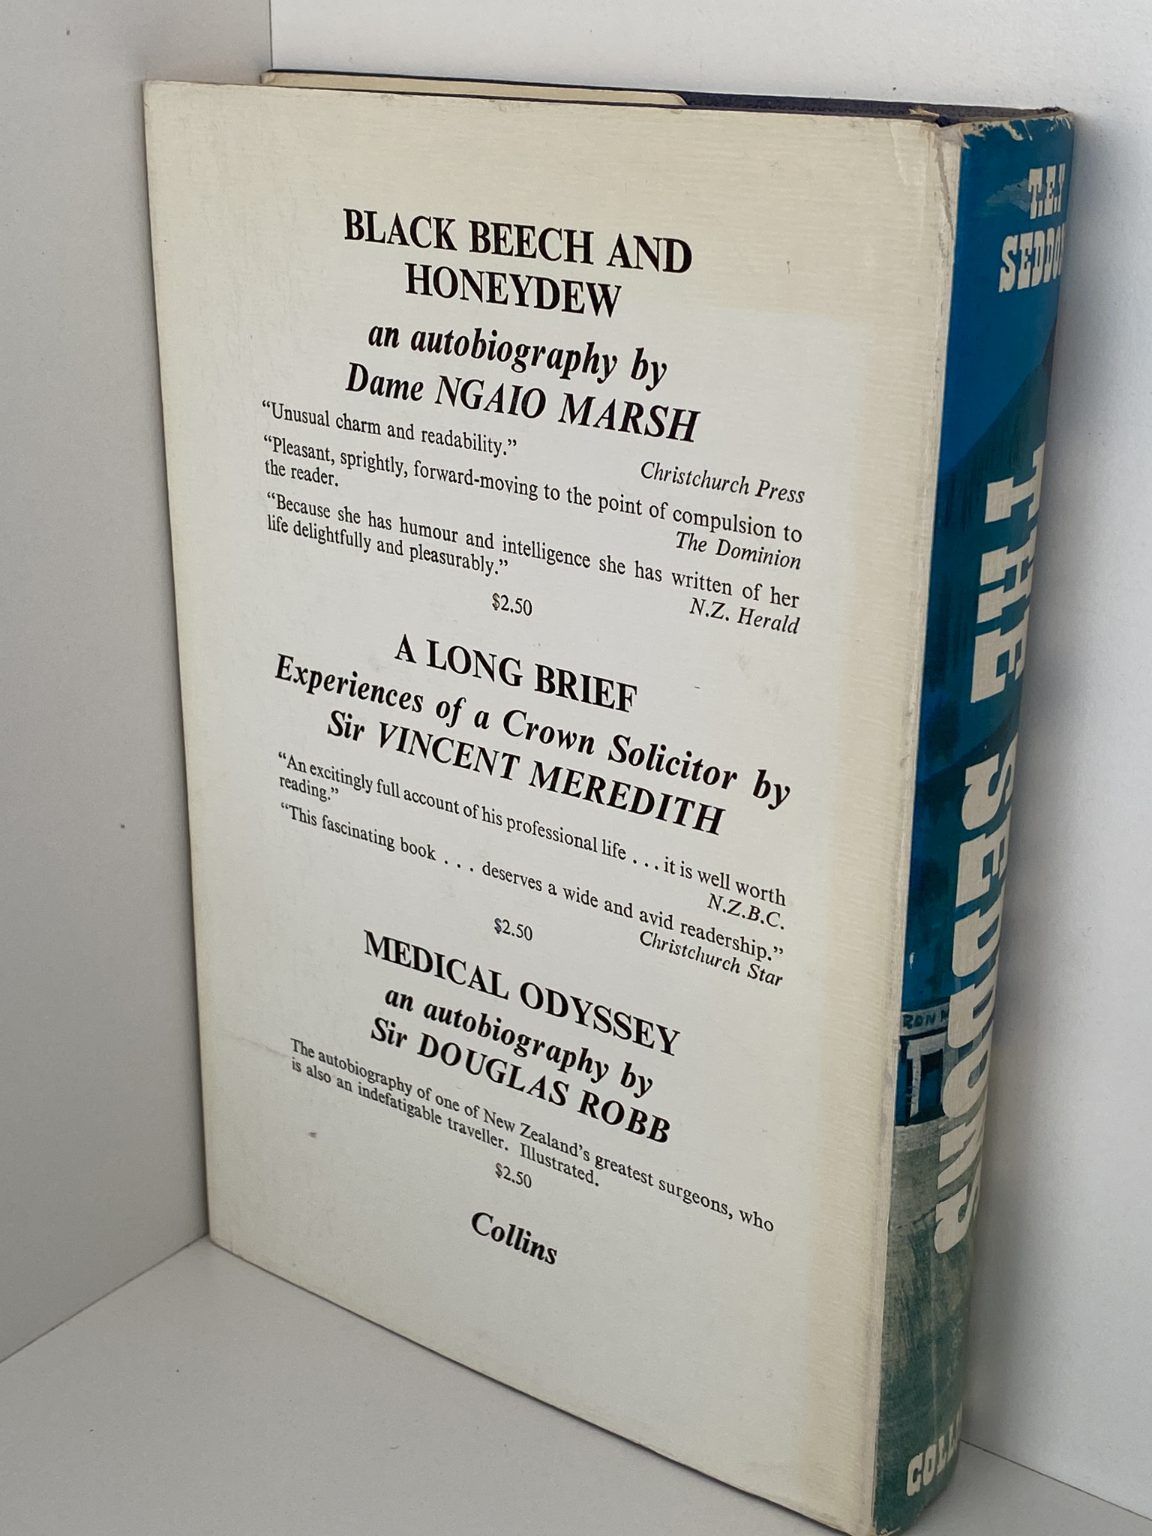 BLACK BEECH AND
HONEYDEW
an autobiography by
Dame NGAIO MARSH
“Unusual charm and readability.”
Christchurch Press
“Pleasant, sprightly, forward-moving to the point of compulsion to
the reader.
The Dominion
“Because she has humour and intelligence she has written of her
life delightfully and pleasurably.”
N.Z. Herald
$2.50
A LONG BRIEF
Experiences of a Crown Solicitor by
Sir VINCENT MEREDITH
“An excitingly full account of his professional life . . . it is well worth
reading.”
N.Z.B.C.
“This fascinating book . . . deserves a wide and avid readership.”
Christchurch Star
$2.50
MEDICAL ODYSSEY
an autobiography by
Sir DOUGLAS ROBB
The autobiography of one of New Zealand’s greatest surgeons, who
is also an indefatigable traveller. Illustrated.
$2.50
Collins
T.E.Y
SEDDO
THE SEDDONS
COLL